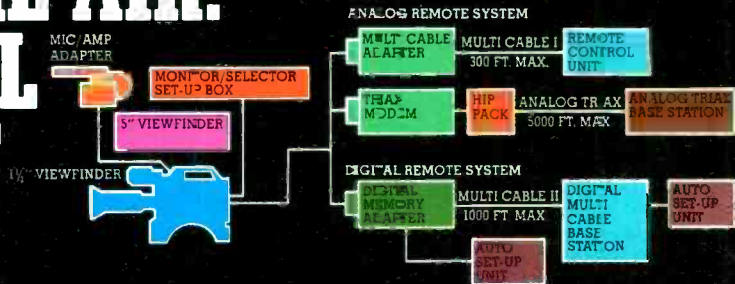 ANALOG REMOTE SYSTEM
MIC/AMP
ADAPTER
MONITOR/SELECTOR
SET-UP BOX
5" VIEWFINDER
1½" VIEWFINDER
MULTI CABLE
ADAPTER
MULTI CABLE I
300 FT. MAX.
REMOTE
CONTROL
UNIT
TRIAX
MODEM
HIP
PACK
ANALOG TRIAX
5000 FT. MAX
ANALOG TRIAX
BASE STATION
DIGITAL REMOTE SYSTEM
DIGITAL
MEMORY
ADAPTER
MULTI CABLE II
1000 FT. MAX
DIGITAL
MULTI
CABLE
BASE
STATION
AUTO
SET-UP
UNIT
AUTO
SET-UP
UNIT